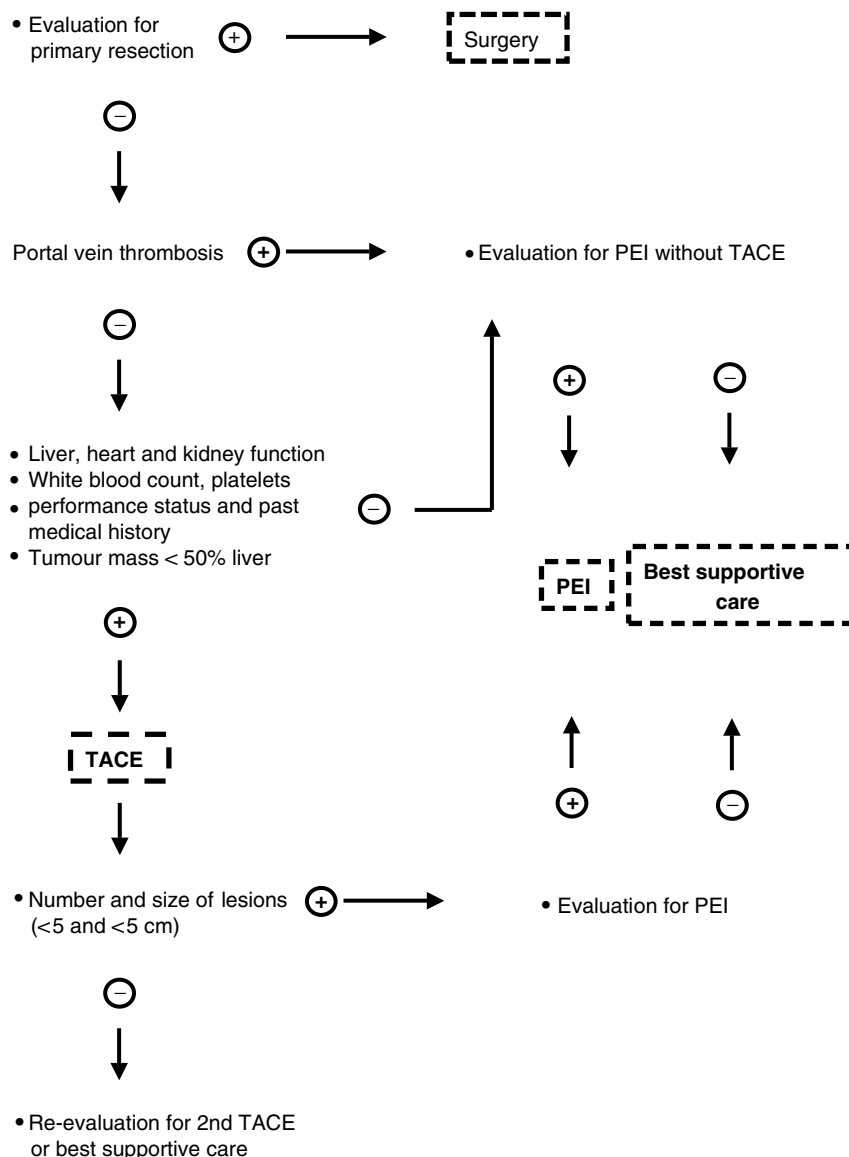 • Evaluation for
primary resection
+
Surgery
−
Portal vein thrombosis
+
• Evaluation for PEI without TACE
−
+
−
• Liver, heart and kidney function
• White blood count, platelets
• performance status and past
medical history
• Tumour mass < 50% liver
−
PEI
Best supportive
care
+
TACE
+
−
• Number and size of lesions
(<5 and <5 cm)
+
• Evaluation for PEI
−
• Re-evaluation for 2nd TACE
or best supportive care